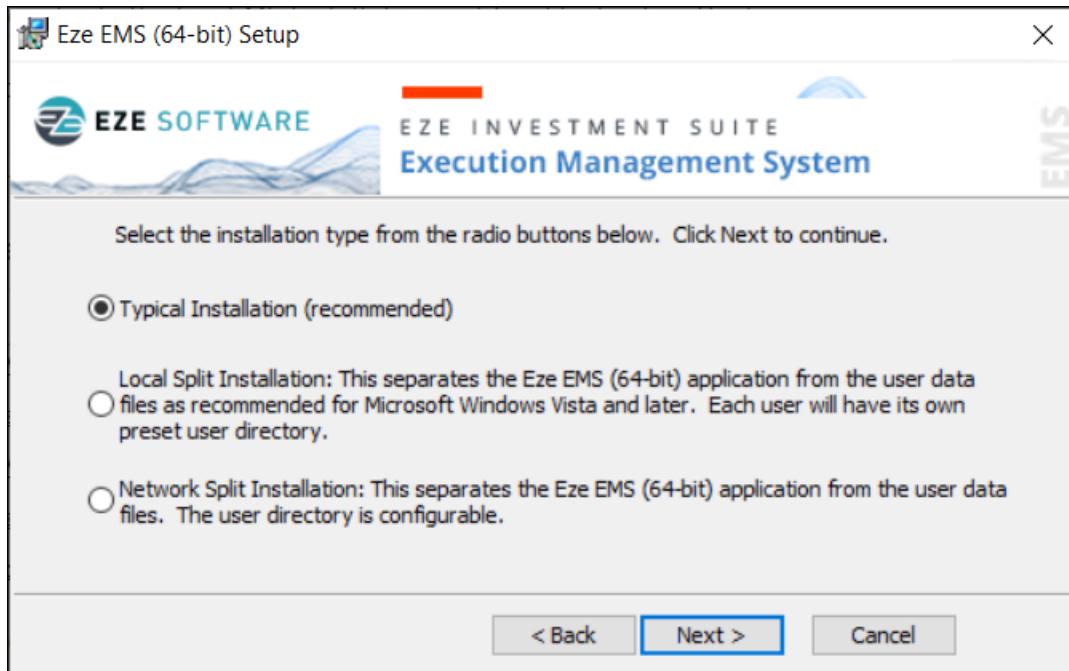 Eze EMS (64-bit) Setup
EZE SOFTWARE
EZE INVESTMENT SUITE
Execution Management System
EMS
Select the installation type from the radio buttons below. Click Next to continue.
Typical Installation (recommended)
Local Split Installation: This separates the Eze EMS (64-bit) application from the user data
files as recommended for Microsoft Windows Vista and later. Each user will have its own
preset user directory.
Network Split Installation: This separates the Eze EMS (64-bit) application from the user data
files. The user directory is configurable.
< Back
Next >
Cancel